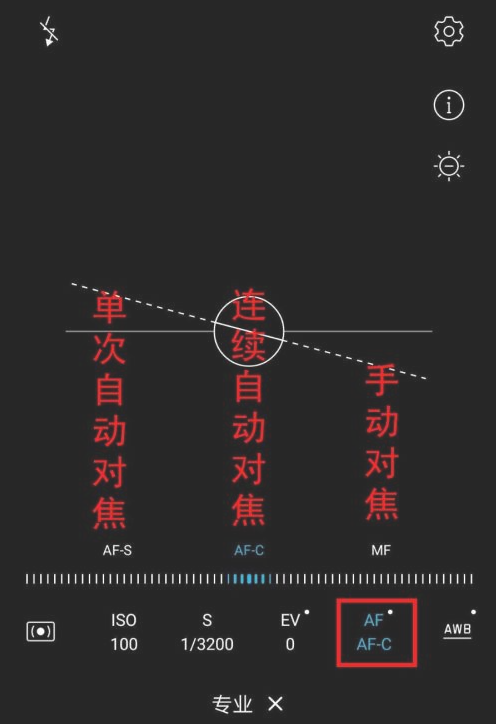 单次自动对焦
连续自动对焦
手动对焦
AF-S AF-C MF
ISO S EV AF AWB
100 1/3200 0 AF-C
专业 ×